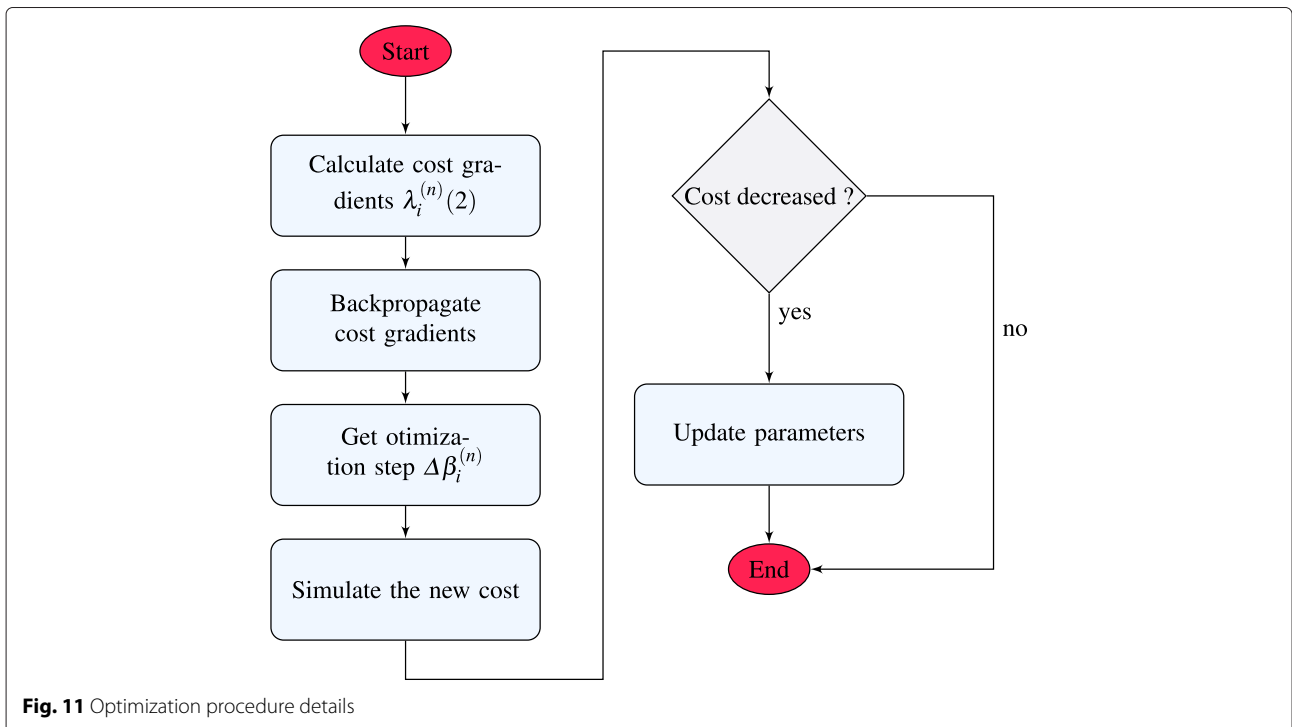 Start
Calculate cost gra-
dients λ_i^{(n)}(2)
Backpropagate
cost gradients
Get otimiza-
tion step Δβ_i^{(n)}
Simulate the new cost
Cost decreased ?
yes
no
Update parameters
End
Fig. 11 Optimization procedure details